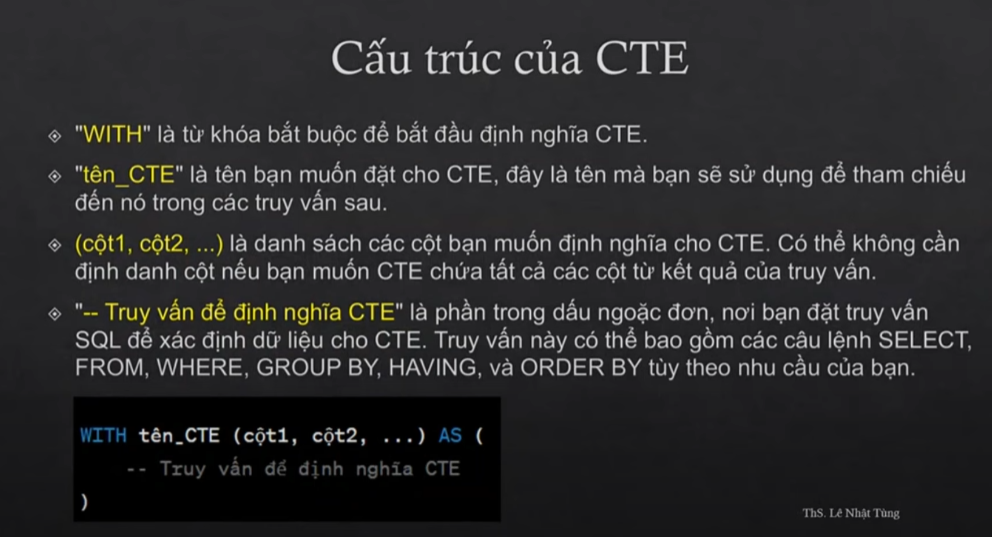 Cấu trúc của CTE
"WITH" là từ khóa bắt buộc để bắt đầu định nghĩa CTE.
"tên_CTE" là tên bạn muốn đặt cho CTE, đây là tên mà bạn sẽ sử dụng để tham chiếu
đến nó trong các truy vấn sau.
(cột1, cột2, ...) là danh sách các cột bạn muốn định nghĩa cho CTE. Có thể không cần
định danh cột nếu bạn muốn CTE chứa tất cả các cột từ kết quả của truy vấn.
"-- Truy vấn để định nghĩa CTE" là phần trong dấu ngoặc đơn, nơi bạn đặt truy vấn
SQL để xác định dữ liệu cho CTE. Truy vấn này có thể bao gồm các câu lệnh SELECT,
FROM, WHERE, GROUP BY, HAVING, và ORDER BY tùy theo nhu cầu của bạn.
WITH tên_CTE (cột1, cột2, ...) AS (
-- Truy vấn để định nghĩa CTE
)
ThS. Lê Nhật Tùng